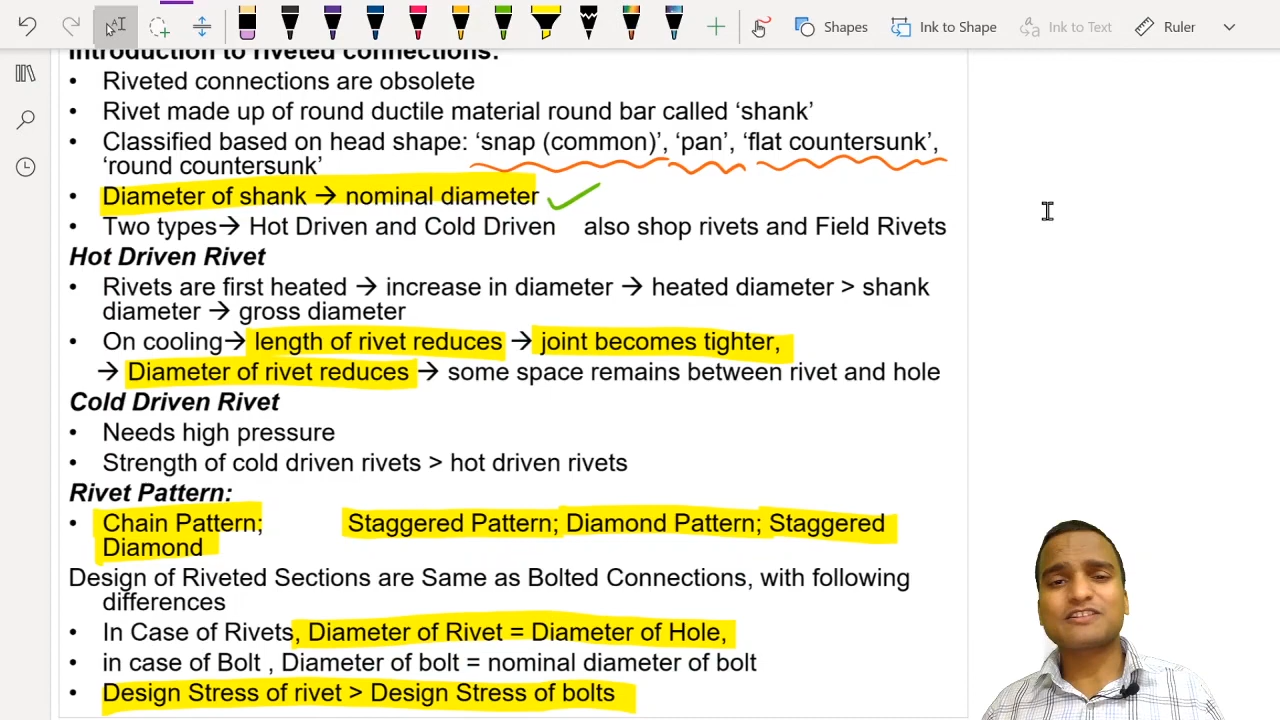 Shapes Ink to Shape Ink to Text Ruler
Introduction to riveted connections:
• Riveted connections are obsolete
• Rivet made up of round ductile material round bar called ‘shank’
• Classified based on head shape: ‘snap (common)’, ‘pan’, ‘flat countersunk’,
‘round countersunk’
• Diameter of shank → nominal diameter
• Two types→ Hot Driven and Cold Driven also shop rivets and Field Rivets
Hot Driven Rivet
• Rivets are first heated → increase in diameter → heated diameter > shank
diameter → gross diameter
• On cooling→ length of rivet reduces → joint becomes tighter,
→ Diameter of rivet reduces → some space remains between rivet and hole
Cold Driven Rivet
• Needs high pressure
• Strength of cold driven rivets > hot driven rivets
Rivet Pattern:
• Chain Pattern; Staggered Pattern; Diamond Pattern; Staggered
Diamond
Design of Riveted Sections are Same as Bolted Connections, with following
differences
• In Case of Rivets, Diameter of Rivet = Diameter of Hole,
• in case of Bolt , Diameter of bolt = nominal diameter of bolt
• Design Stress of rivet > Design Stress of bolts